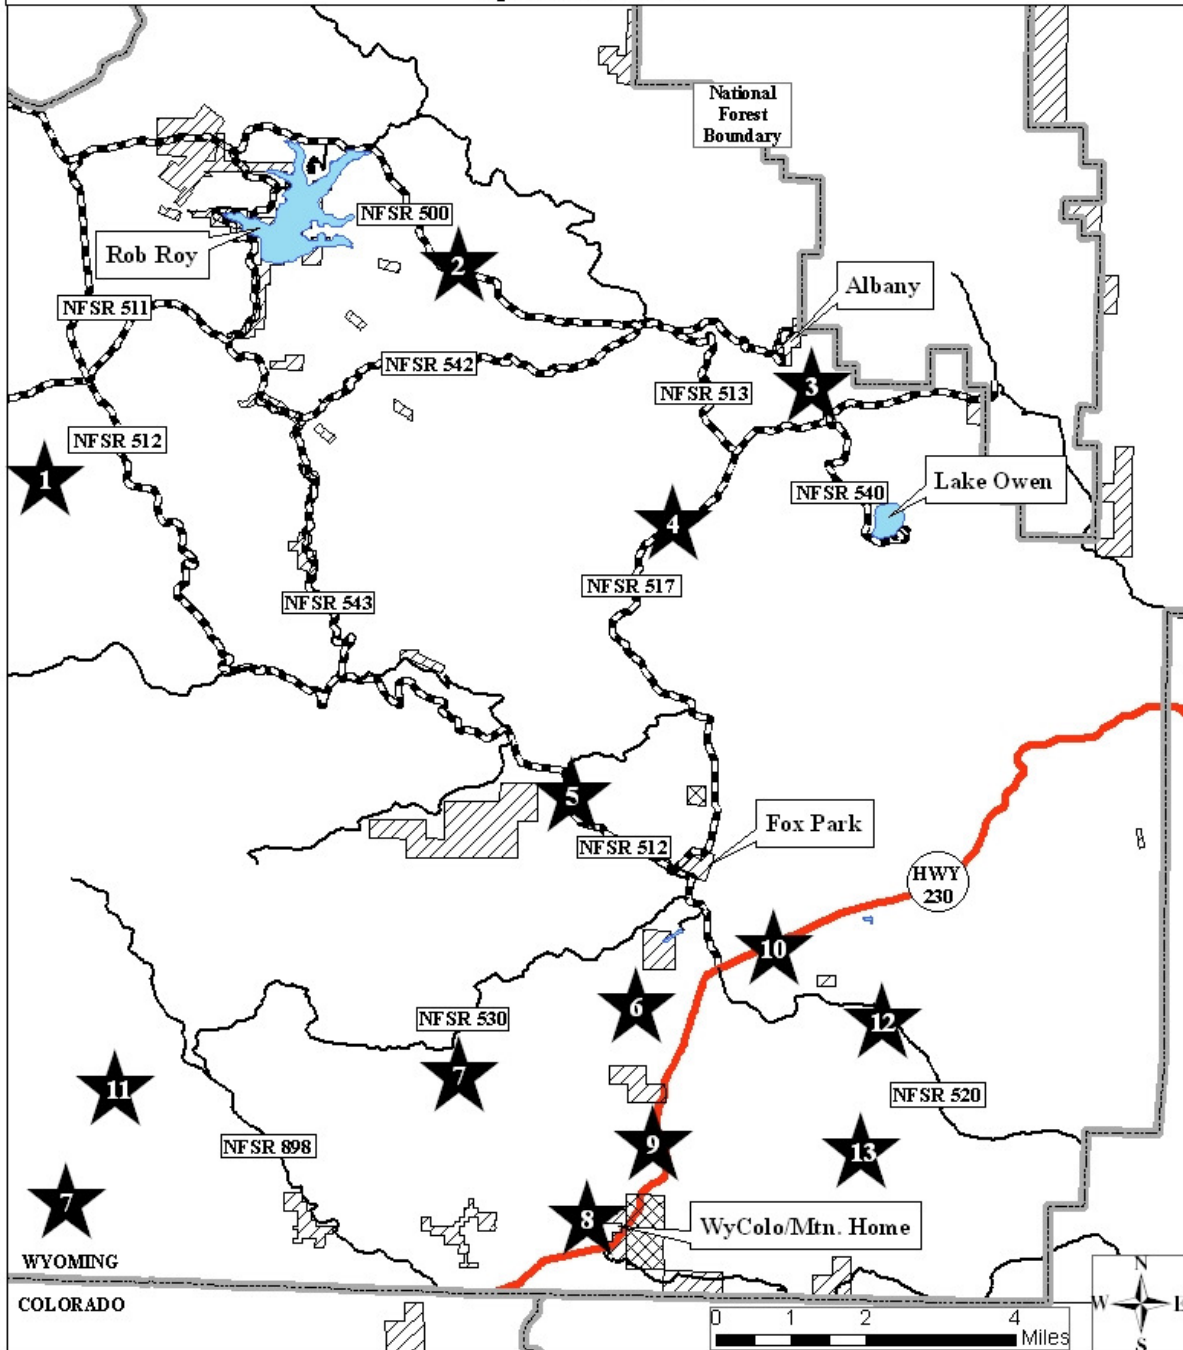 National
Forest
Boundary
NFSR 500
2
Rob Roy
Albany
NFSR 511
NFSR 542
3
NFSR 513
NFSR 512
1
Lake Owen
NFSR 540
4
NFSR 517
NFSR 543
5
Fox Park
NFSR 512
HWY
230
10
6
NFSR 530
12
7
11
NFSR 520
9
NFSR 898
13
7
8
WyColo/Mtn. Home
WYOMING
COLORADO
N
W
E
S
0 1 2 4
Miles